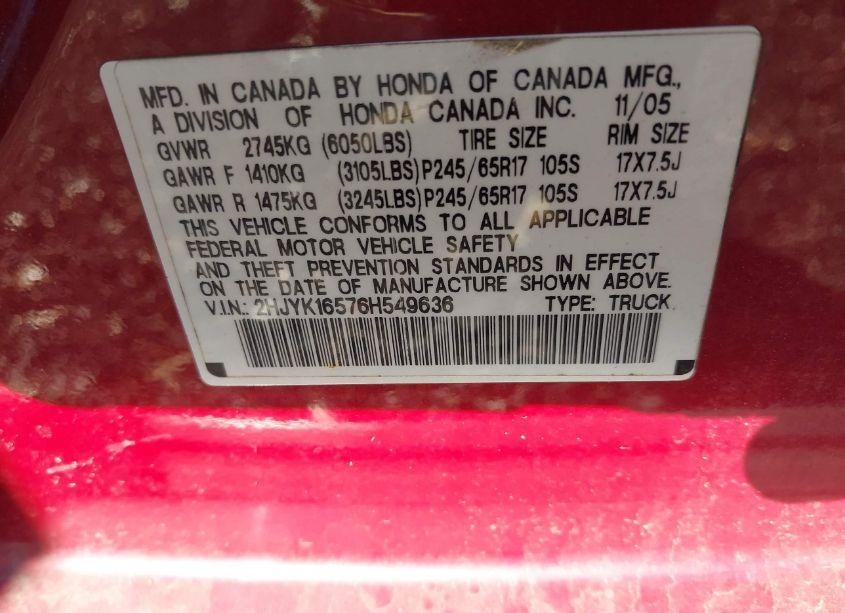 MFD. IN CANADA BY HONDA OF CANADA MFG.,
A DIVISION OF HONDA CANADA INC. 11/05
GVWR 2745KG (6050LBS) TIRE SIZE RIM SIZE
GAWR F 1410KG (3105LBS) P245/65R17 105S 17X7.5J
GAWR R 1475KG (3245LBS) P245/65R17 105S 17X7.5J
THIS VEHICLE CONFORMS TO ALL APPLICABLE
FEDERAL MOTOR VEHICLE SAFETY
AND THEFT PREVENTION STANDARDS IN EFFECT
ON THE DATE OF MANUFACTURE SHOWN ABOVE.
V.I.N.: 2HJYK16576H549636 TYPE: TRUCK